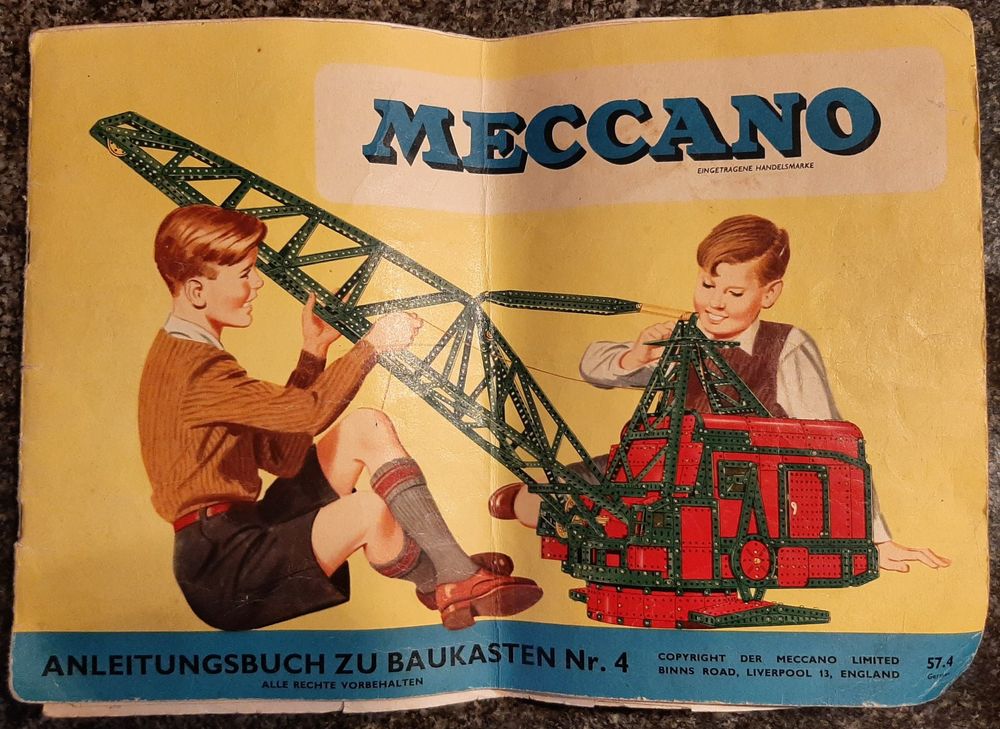 MECCANO
EINGETRAGENE HANDELSMARKE
ANLEITUNGSBUCH ZU BAUKASTEN Nr. 4
ALLE RECHTE VORBEHALTEN
COPYRIGHT DER MECCANO LIMITED
BINNS ROAD, LIVERPOOL 13, ENGLAND
57.4